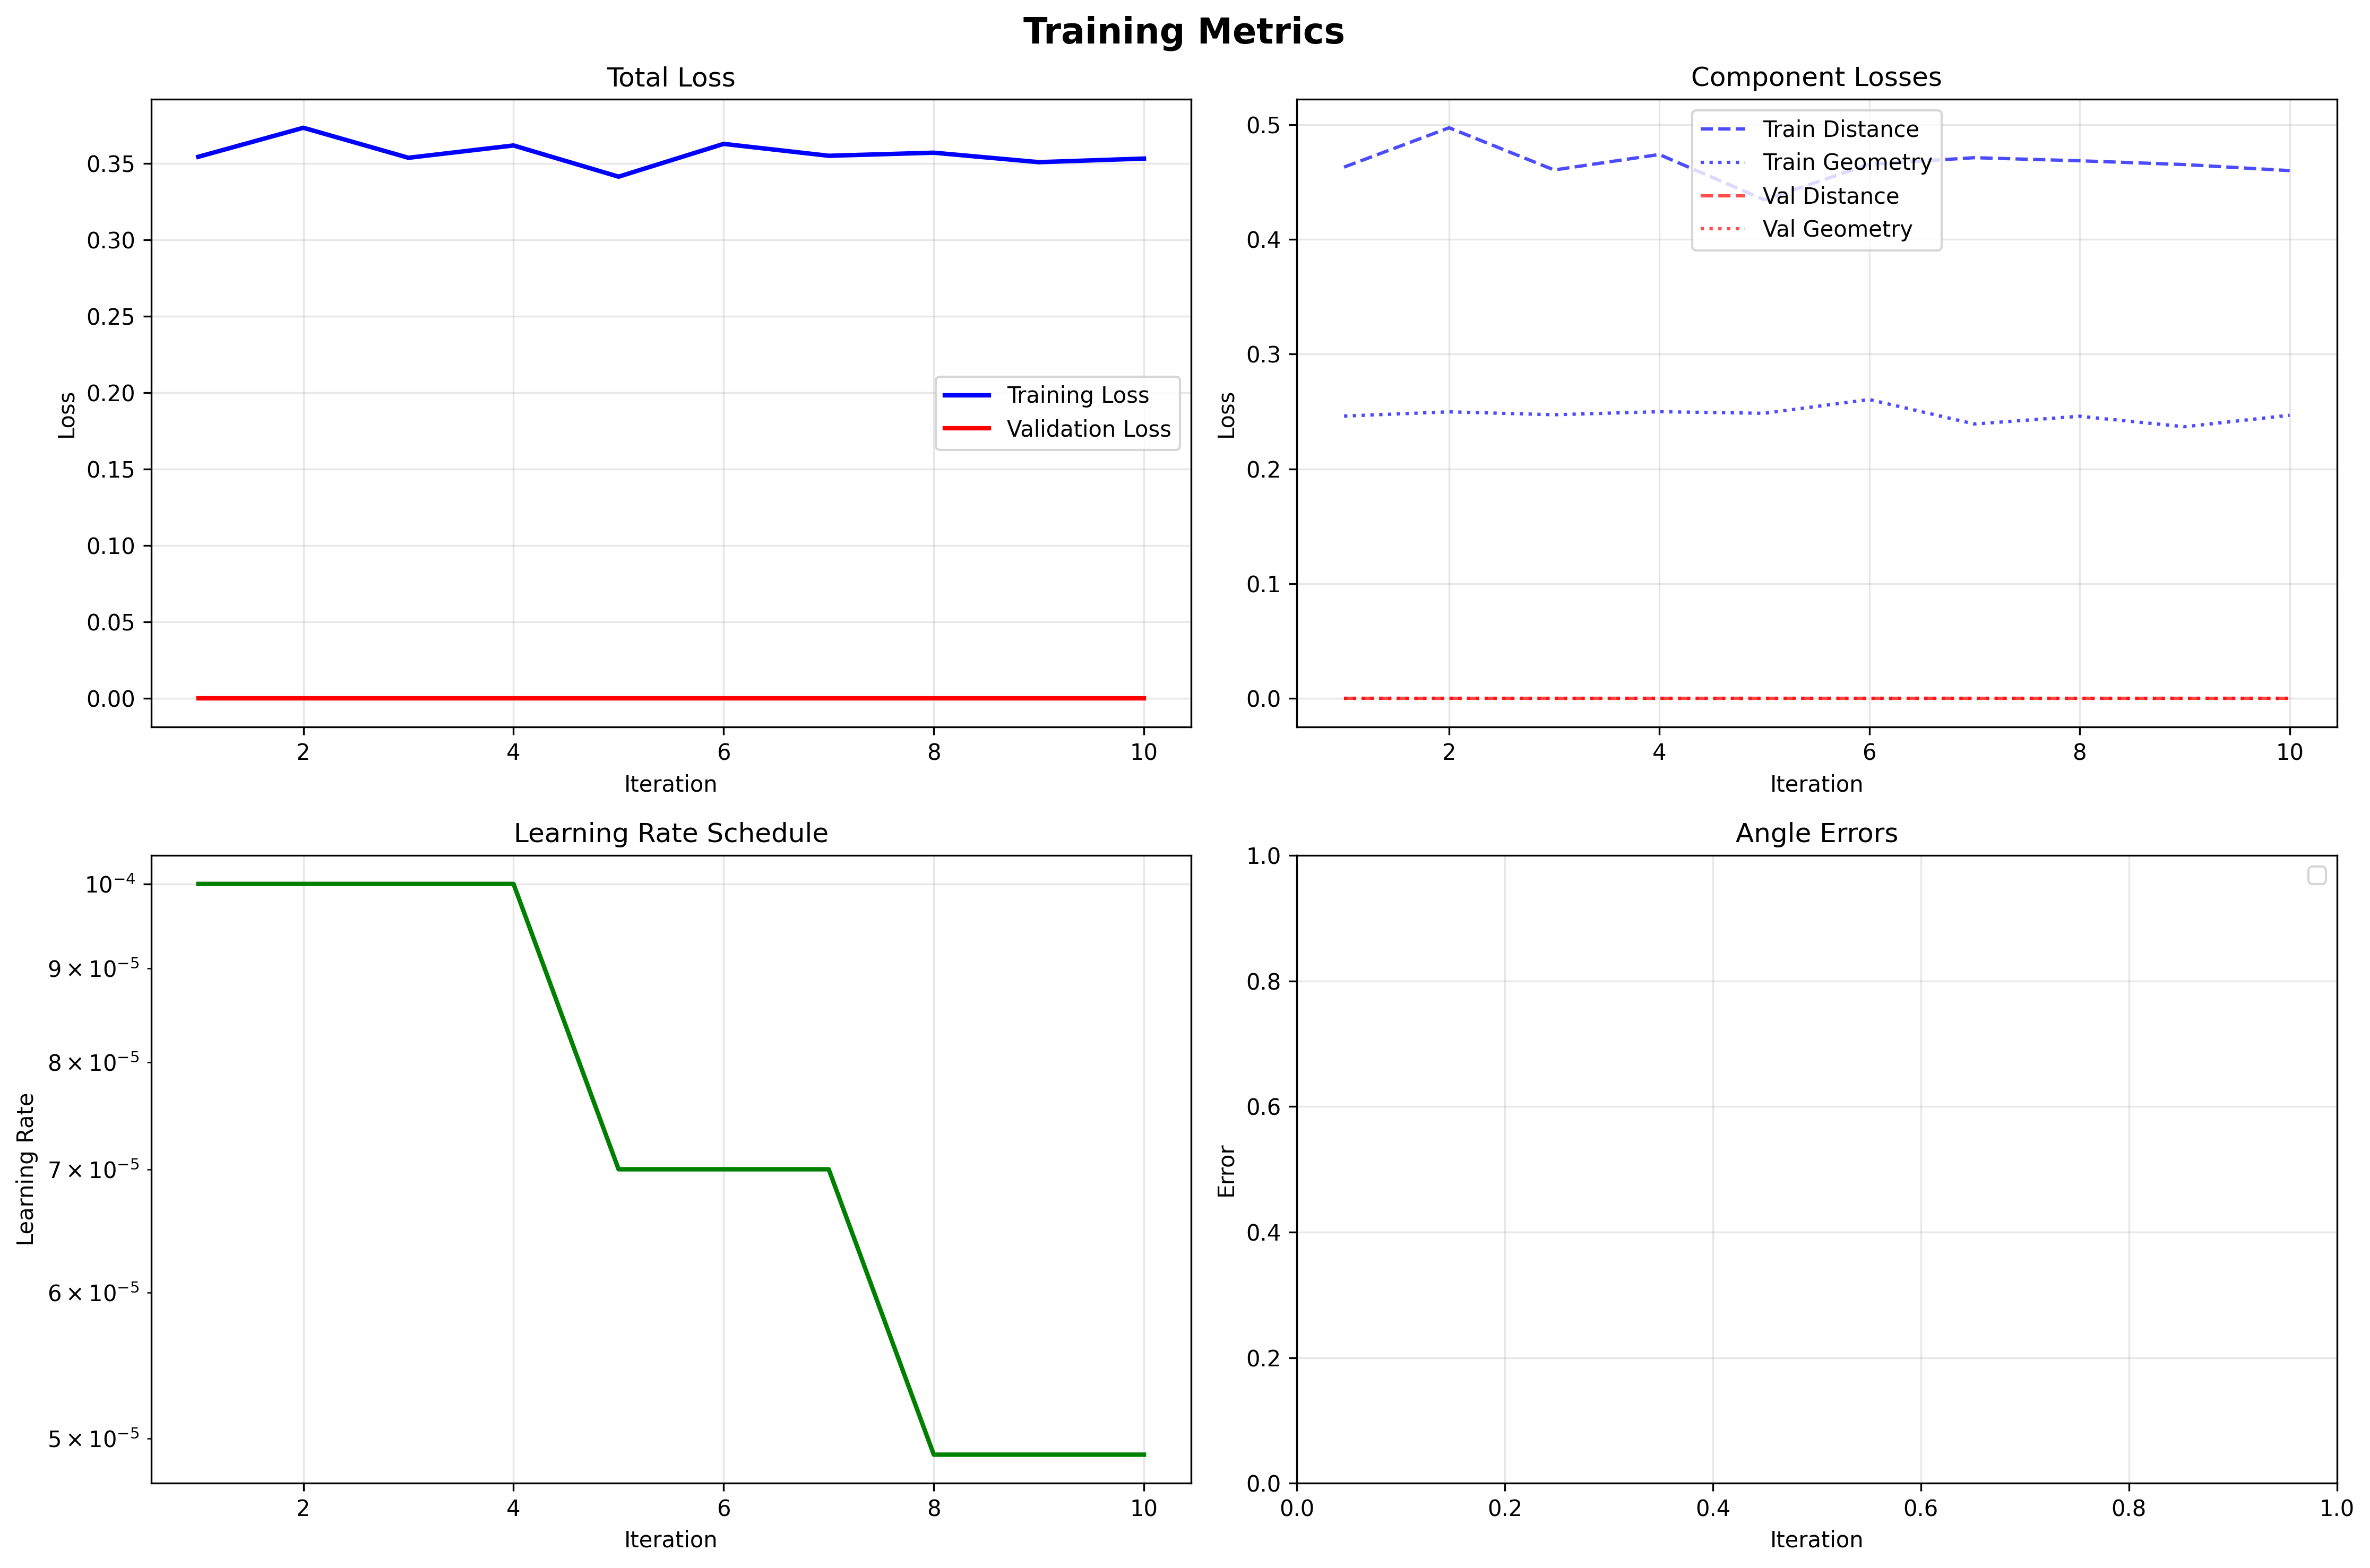 Training Metrics
Total Loss
Loss
0.35
0.30
0.25
0.20
0.15
0.10
0.05
0.00
2 4 6 8 10
Iteration
Training Loss
Validation Loss
Component Losses
Loss
0.5
0.4
0.3
0.2
0.1
0.0
2 4 6 8 10
Iteration
Train Distance
Train Geometry
Val Distance
Val Geometry
Learning Rate Schedule
Learning Rate
10⁻⁴
9 × 10⁻⁵
8 × 10⁻⁵
7 × 10⁻⁵
6 × 10⁻⁵
5 × 10⁻⁵
2 4 6 8 10
Iteration
Angle Errors
Error
1.0
0.8
0.6
0.4
0.2
0.0
0.0 0.2 0.4 0.6 0.8 1.0
Iteration